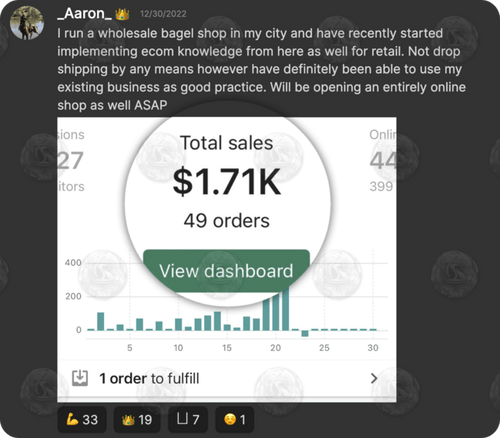 _Aaron_ 👑 12/30/2022
I run a wholesale bagel shop in my city and have recently started
implementing ecom knowledge from here as well for retail. Not drop
shipping by any means however have definitely been able to use my
existing business as good practice. Will be opening an entirely online
shop as well ASAP
Total sales
$1.71K
49 orders
View dashboard
sions
27
itors
Onlin
44
399
400
200
0
5 10 15 20 25 30
1 order to fulfill
💪 33 👑 19 7 😣 1